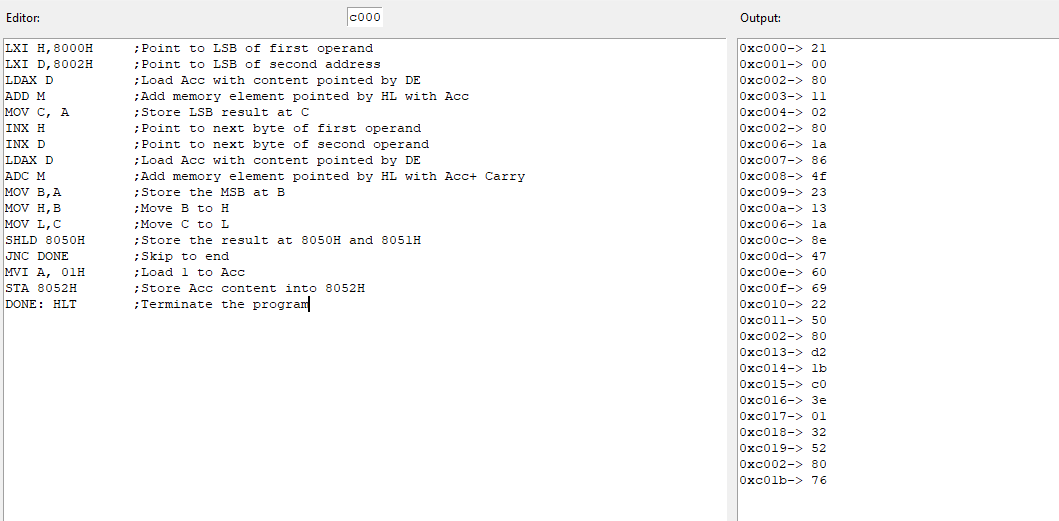 Editor: c000 Output:
LXI H,8000H ;Point to LSB of first operand
LXI D,8002H ;Point to LSB of second address
LDAX D ;Load Acc with content pointed by DE
ADD M ;Add memory element pointed by HL with Acc
MOV C, A ;Store LSB result at C
INX H ;Point to next byte of first operand
INX D ;Point to next byte of second operand
LDAX D ;Load Acc with content pointed by DE
ADC M ;Add memory element pointed by HL with Acc+ Carry
MOV B,A ;Store the MSB at B
MOV H,B ;Move B to H
MOV L,C ;Move C to L
SHLD 8050H ;Store the result at 8050H and 8051H
JNC DONE ;Skip to end
MVI A, 01H ;Load 1 to Acc
STA 8052H ;Store Acc content into 8052H
DONE: HLT ;Terminate the program
0xc000-> 21
0xc001-> 00
0xc002-> 80
0xc003-> 11
0xc004-> 02
0xc002-> 80
0xc006-> 1a
0xc007-> 86
0xc008-> 4f
0xc009-> 23
0xc00a-> 13
0xc006-> 1a
0xc00c-> 8e
0xc00d-> 47
0xc00e-> 60
0xc00f-> 69
0xc010-> 22
0xc011-> 50
0xc002-> 80
0xc013-> d2
0xc014-> 1b
0xc015-> c0
0xc016-> 3e
0xc017-> 01
0xc018-> 32
0xc019-> 52
0xc002-> 80
0xc01b-> 76